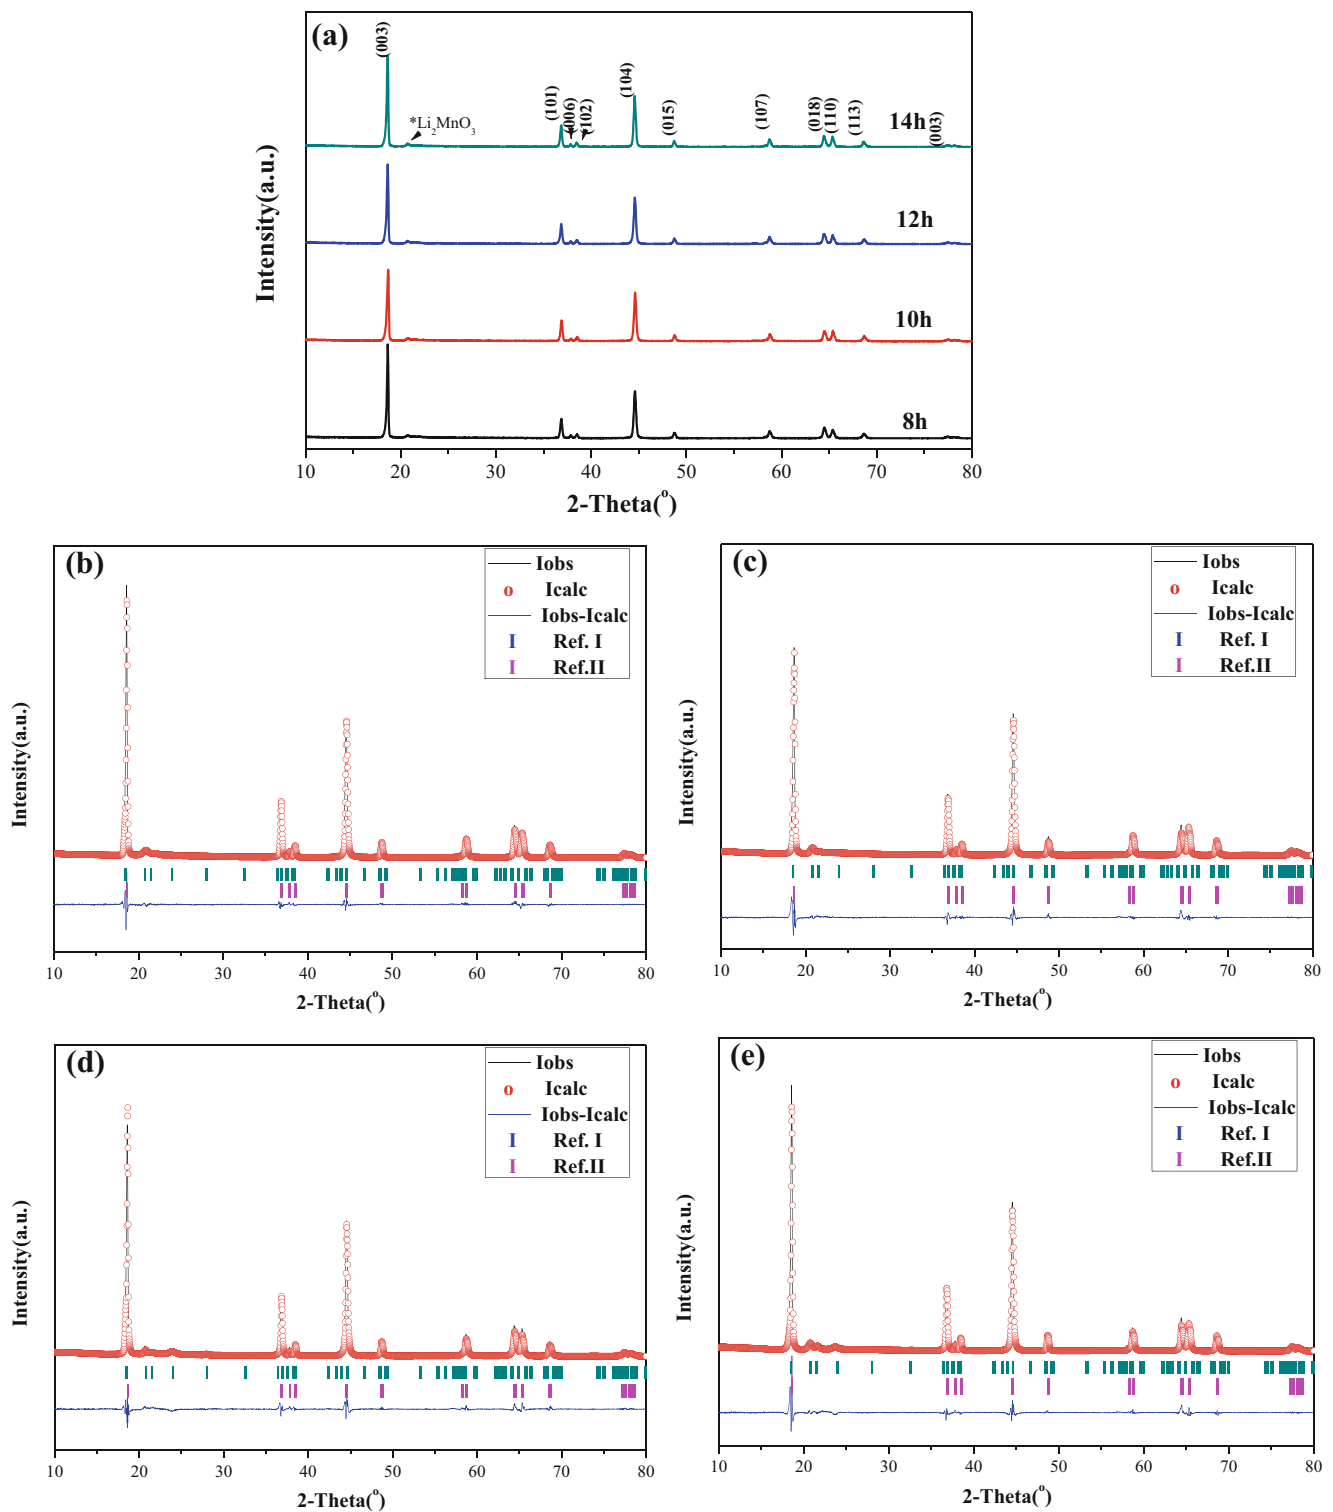 (a)
(003)
*Li₂MnO₃
(101)
(006)
(102)
(104)
(015)
(107)
(018)
(110)
(113)
(003)
14h
12h
10h
8h
Intensity(a.u.)
10 20 30 40 50 60 70 80
2-Theta(°)
(b)
Iobs
o Icalc
Iobs-Icalc
I Ref. I
I Ref.II
Intensity(a.u.)
10 20 30 40 50 60 70 80
2-Theta(°)
(c)
Iobs
o Icalc
Iobs-Icalc
I Ref. I
I Ref.II
Intensity(a.u.)
10 20 30 40 50 60 70 80
2-Theta(°)
(d)
Iobs
o Icalc
Iobs-Icalc
I Ref. I
I Ref.II
Intensity(a.u.)
10 20 30 40 50 60 70 80
2-Theta(°)
(e)
Iobs
o Icalc
Iobs-Icalc
I Ref. I
I Ref.II
Intensity(a.u.)
10 20 30 40 50 60 70 80
2-Theta(°)